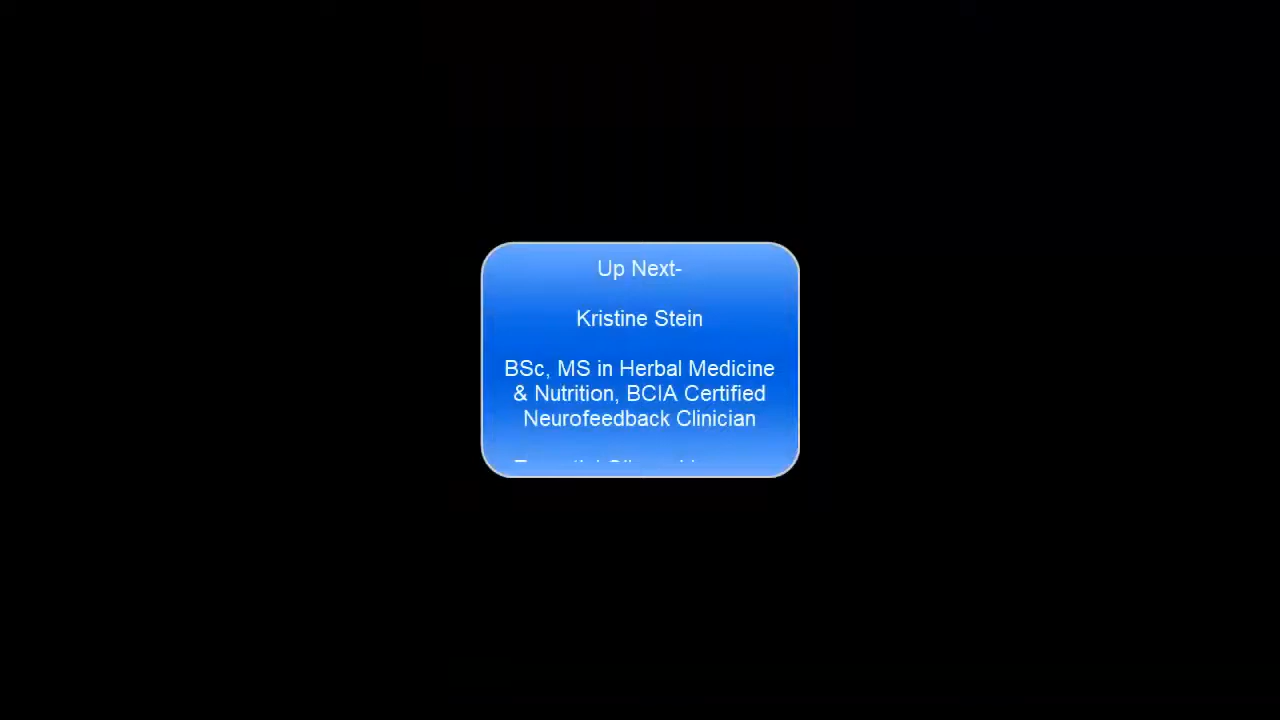 Up Next-
Kristine Stein
BSc, MS in Herbal Medicine
& Nutrition, BCIA Certified
Neurofeedback Clinician